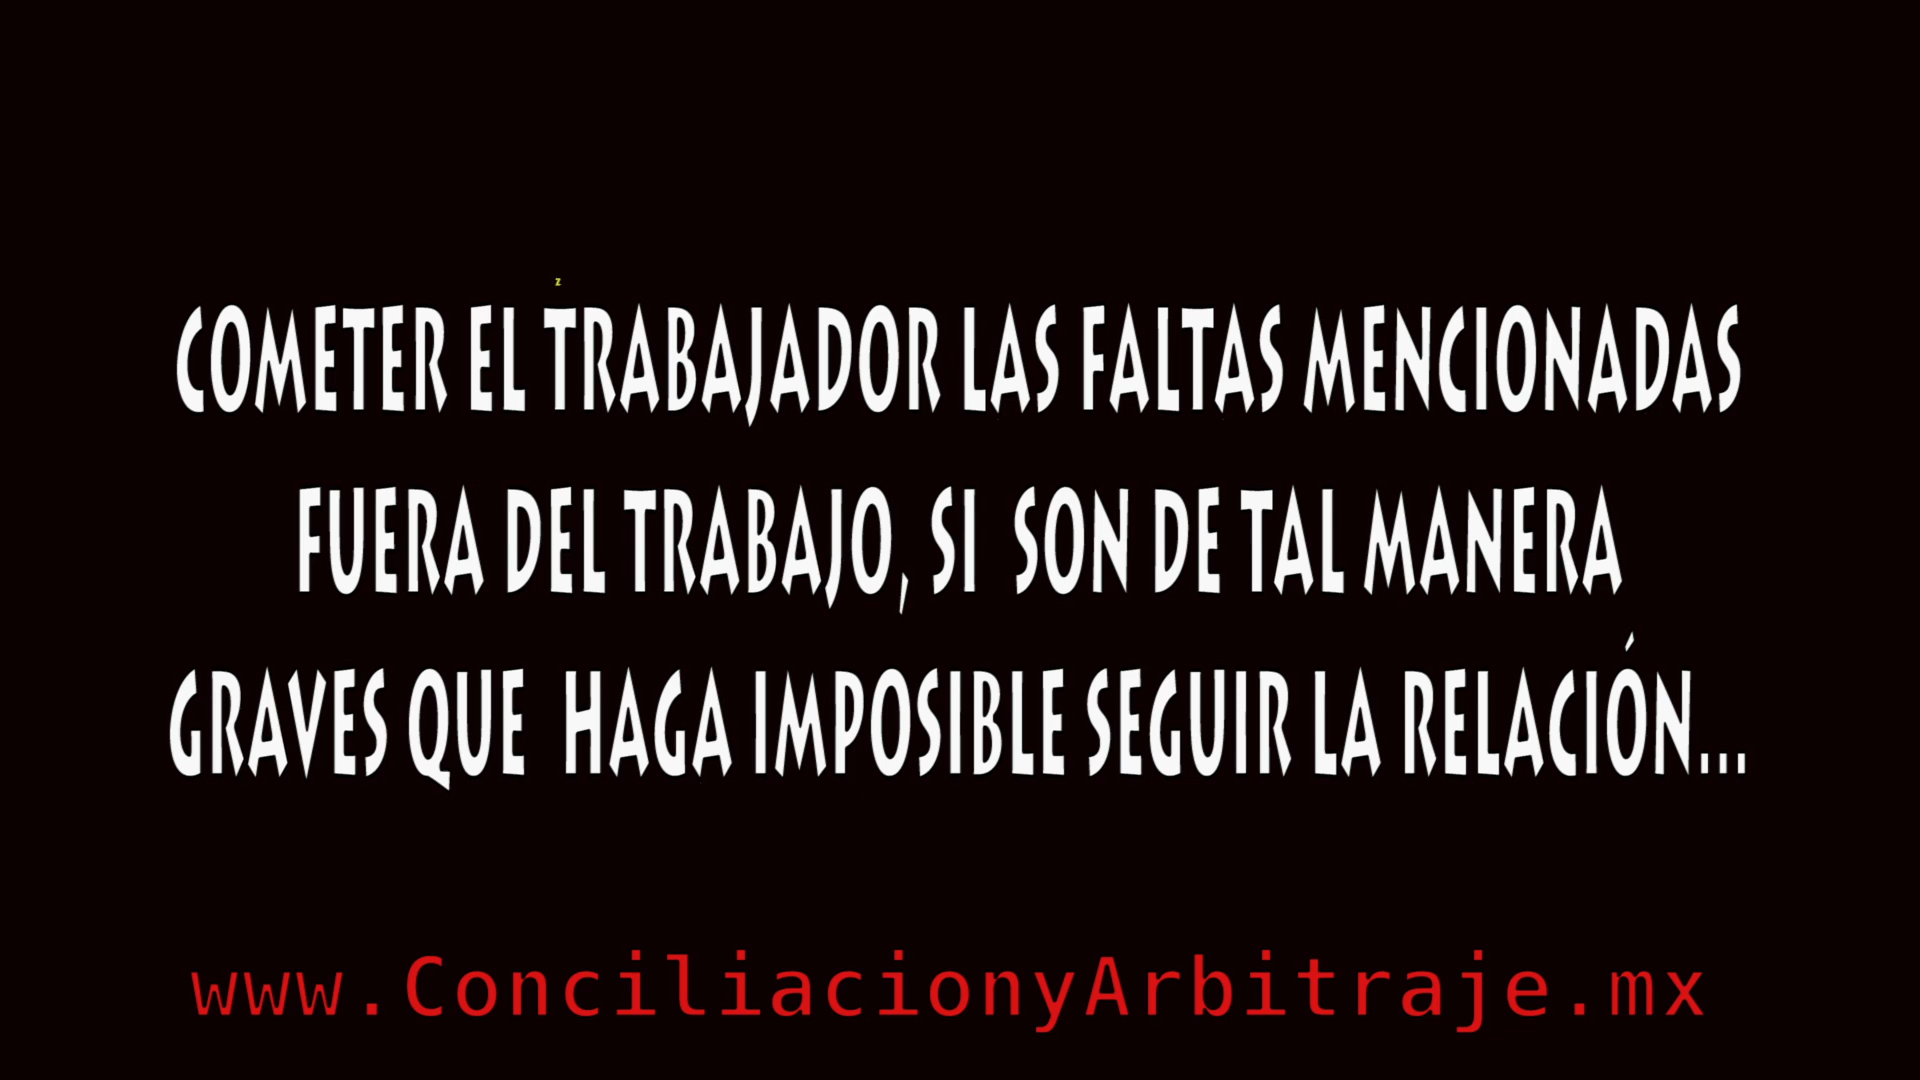 z
COMETER EL TRABAJADOR LAS FALTAS MENCIONADAS
FUERA DEL TRABAJO, SI  SON DE TAL MANERA
GRAVES QUE  HAGA IMPOSIBLE SEGUIR LA RELACIÓN...
www.ConciliacionyArbitraje.mx